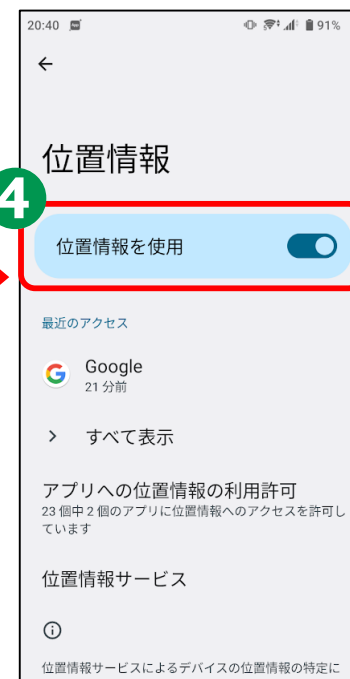 20:40 91%
位置情報
4
位置情報を使用
最近のアクセス
Google
21 分前
すべて表示
アプリへの位置情報の利用許可
23 個中 2 個のアプリに位置情報へのアクセスを許可し
ています
位置情報サービス
位置情報サービスによるデバイスの位置情報の特定に